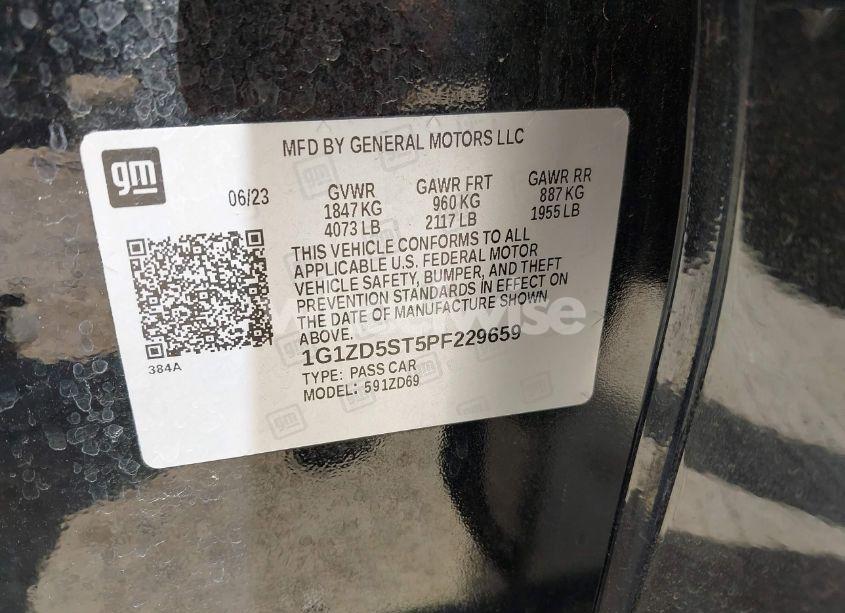 gm
MFD BY GENERAL MOTORS LLC
06/23
GVWR
1847 KG
4073 LB
GAWR FRT
960 KG
2117 LB
GAWR RR
887 KG
1955 LB
THIS VEHICLE CONFORMS TO ALL
APPLICABLE U.S. FEDERAL MOTOR
VEHICLE SAFETY, BUMPER, AND THEFT
PREVENTION STANDARDS IN EFFECT ON
THE DATE OF MANUFACTURE SHOWN
ABOVE.
1G1ZD5ST5PF229659
TYPE: PASS CAR
MODEL: 591ZD69
384A